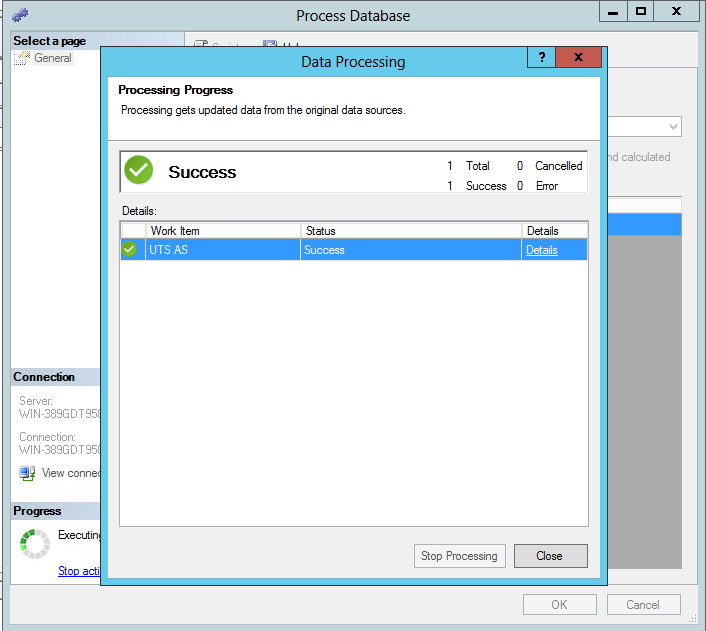 Process Database
Select a page
General
Data Processing
?
Processing Progress
Processing gets updated data from the original data sources.
Success
1 Total 0 Cancelled
1 Success 0 Error
nd calculated
Details:
Work Item Status Details
UTS AS Success Details
Connection
Server:
WIN-389GDT958
Connection:
WIN-389GDT958
View connec
Progress
Executing
Stop acti
Stop Processing Close
OK Cancel